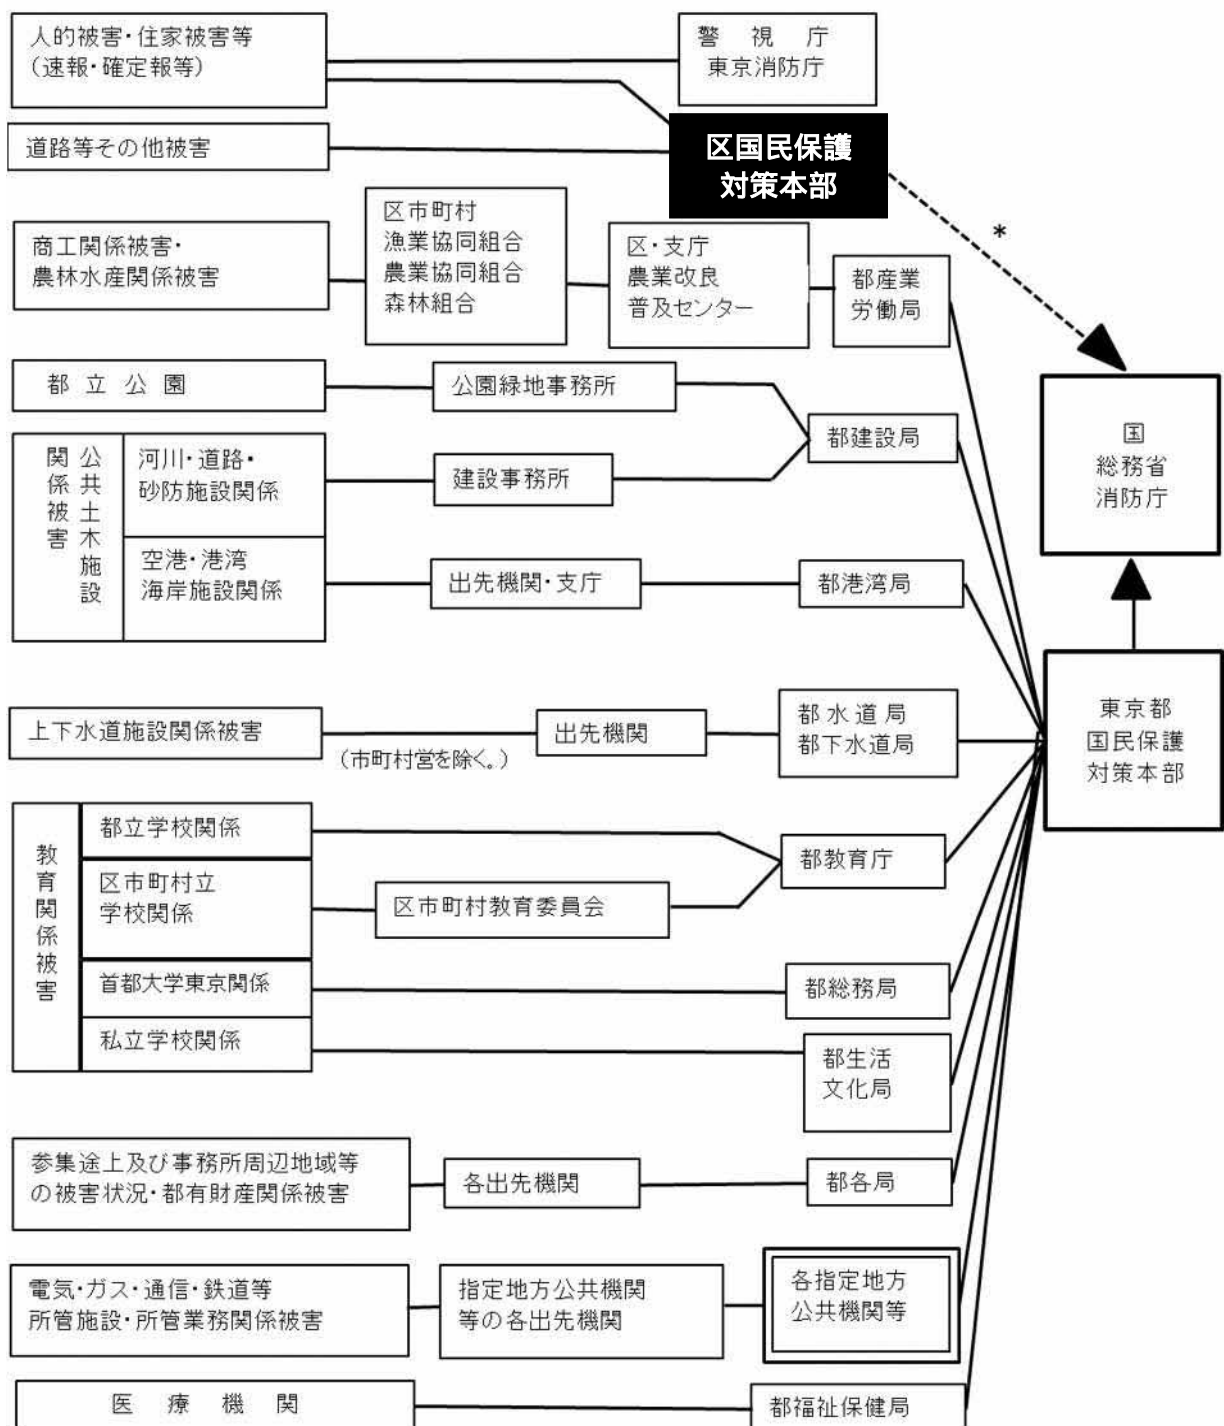 人的被害・住家被害等
(速報・確定報等)
警視庁
東京消防庁
道路等その他被害
区国民保護
対策本部
*
商工関係被害・
農林水産関係被害
区市町村
漁業協同組合
農業協同組合
森林組合
区・支庁
農業改良
普及センター
都産業
労働局
都立公園
公園緑地事務所
都建設局
国
総務省
消防庁
公共土木施設
関係被害
河川・道路・
砂防施設関係
建設事務所
空港・港湾
海岸施設関係
出先機関・支庁
都港湾局
東京都
国民保護
対策本部
上下水道施設関係被害
(市町村営を除く。)
出先機関
都水道局
都下水道局
教育関係被害
都立学校関係
都教育庁
区市町村立
学校関係
区市町村教育委員会
首都大学東京関係
都総務局
私立学校関係
都生活
文化局
参集途上及び事務所周辺地域等
の被害状況・都有財産関係被害
各出先機関
都各局
電気・ガス・通信・鉄道等
所管施設・所管業務関係被害
指定地方公共機関
等の各出先機関
各指定地方
公共機関等
医療機関
都福祉保健局